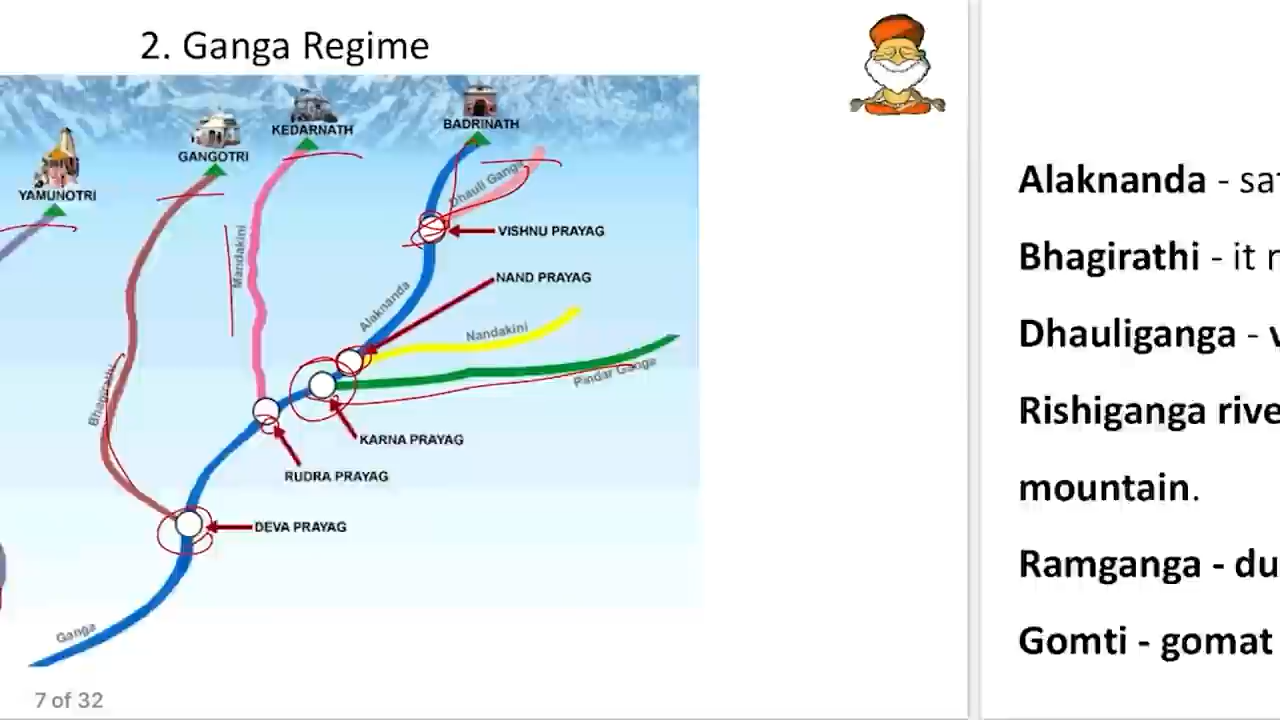 2. Ganga Regime
KEDARNATH
BADRINATH
GANGOTRI
YAMUNOTRI
Dhauli Ganga
VISHNU PRAYAG
Mandakini
NAND PRAYAG
Alaknanda
Nandakini
Pindar Ganga
Bhagirathi
KARNA PRAYAG
RUDRA PRAYAG
DEVA PRAYAG
Ganga
7 of 32
Alaknanda - sa
Bhagirathi - it
Dhauliganga -
Rishiganga rive
mountain.
Ramganga - du
Gomti - gomat